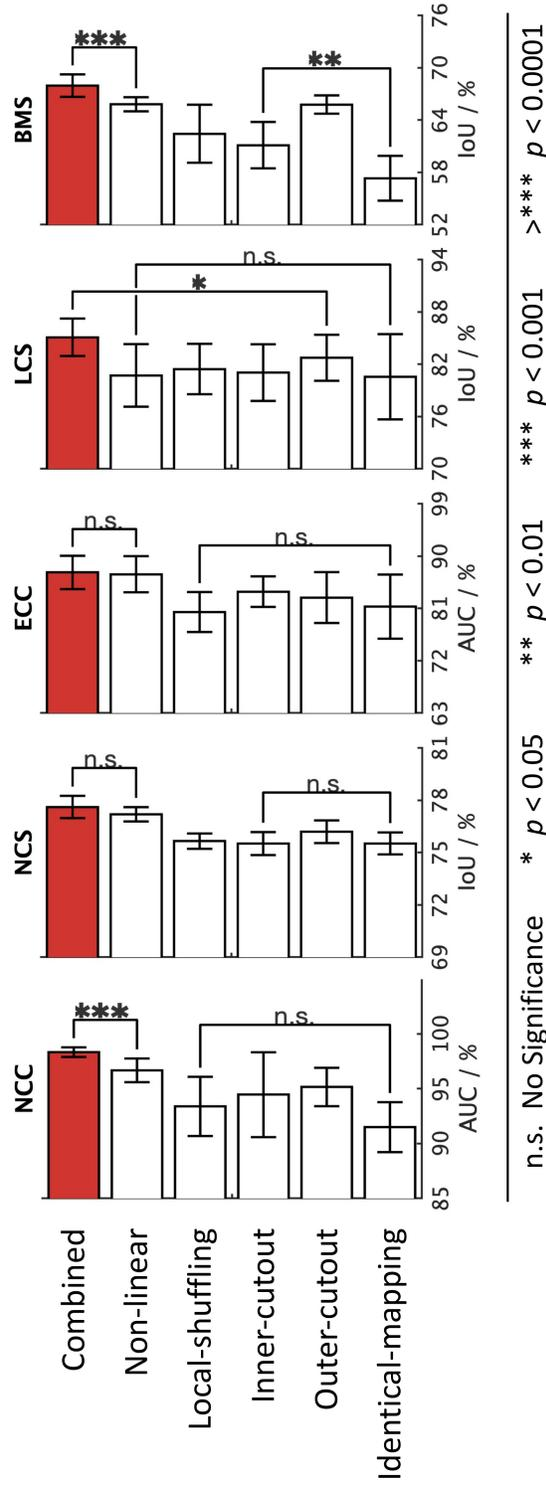 NCC
NCS
ECC
LCS
BMS
Combined
Non-linear
Local-shuffling
Inner-cutout
Outer-cutout
Identical-mapping
***
n.s.
85 90 95 100
AUC / %
n.s.
n.s.
69 72 75 78 81
IoU / %
n.s.
n.s.
63 72 81 90 99
AUC / %
*
n.s.
70 76 82 88 94
IoU / %
***
**
52 58 64 70 76
IoU / %
n.s. No Significance * p < 0.05 ** p < 0.01 *** p < 0.001 >*** p < 0.0001